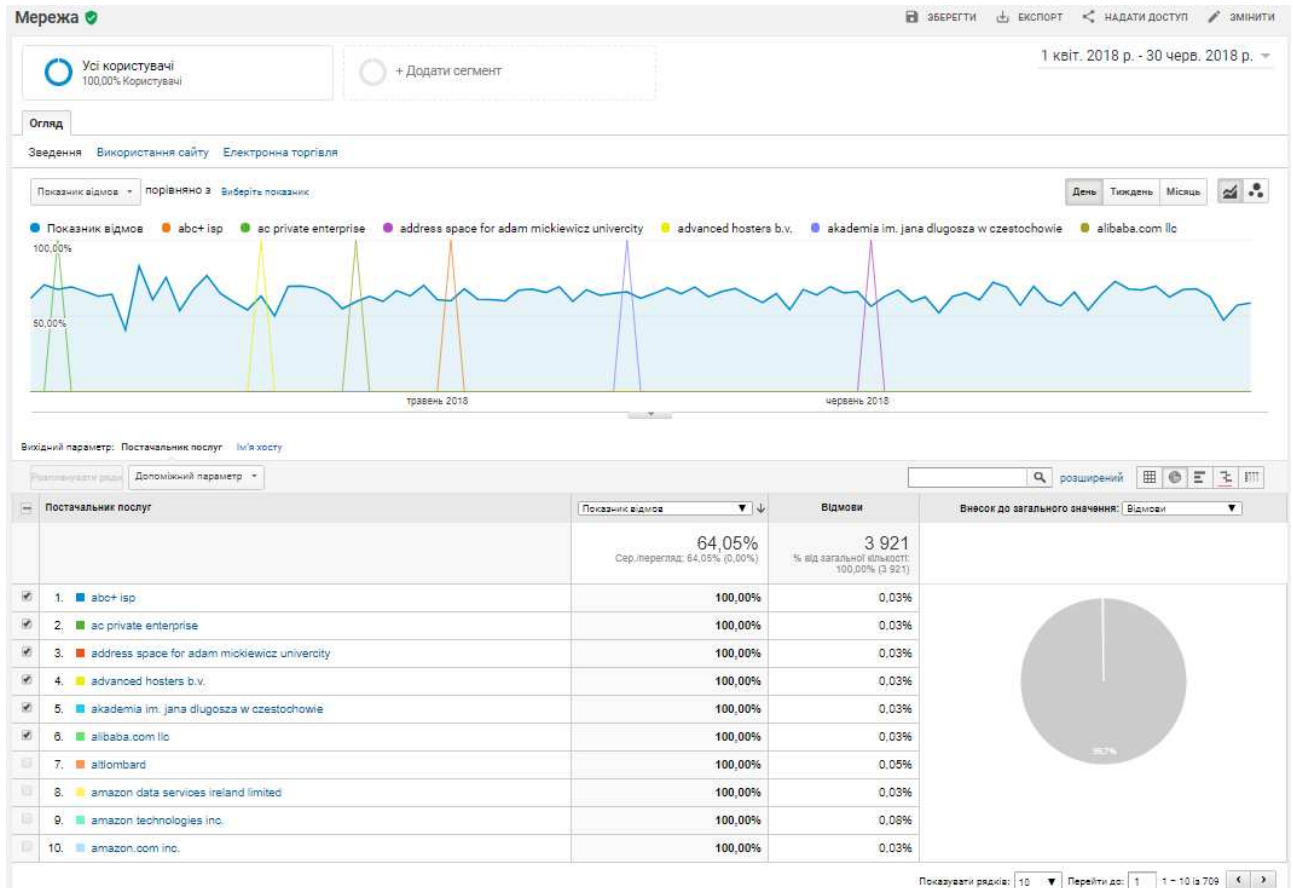 Мережа
ЗБЕРЕГТИ ЕКСПОРТ НАДАТИ ДОСТУП ЗМІНИТИ
1 квіт. 2018 р. - 30 черв. 2018 р.
Усі користувачі
100,00% Користувачі
+ Додати сегмент
Огляд
Зведення Використання сайту Електронна торгівля
Показник відмов порівняно з Виберіть показник
День Тиждень Місяць
Показник відмов abc+ isp ac private enterprise address space for adam mickiewicz univercity advanced hosters b.v. akademia im. jana dlugosza w czestochowie alibaba.com llc
100,00%
50,00%
травень 2018 червень 2018
Вихідний параметр: Постачальник послуг Ім'я хосту
Розпланувати ряди Допоміжний параметр
розширений
Постачальник послуг Показник відмов Відмови Внесок до загального значення: Відмови
64,05% 3 921
Сер./перегляд: 64,05% (0,00%) % від загальної кількості: 100,00% (3 921)
1. abc+ isp 100,00% 0,03%
2. ac private enterprise 100,00% 0,03%
3. address space for adam mickiewicz univercity 100,00% 0,03%
4. advanced hosters b.v. 100,00% 0,03%
5. akademia im. jana dlugosza w czestochowie 100,00% 0,03%
6. alibaba.com llc 100,00% 0,03%
99,7%
7. altlombard 100,00% 0,05%
8. amazon data services ireland limited 100,00% 0,03%
9. amazon technologies inc. 100,00% 0,08%
10. amazon.com inc. 100,00% 0,03%
Показувати рядків: 10 Перейти до: 1 1 – 10 із 709